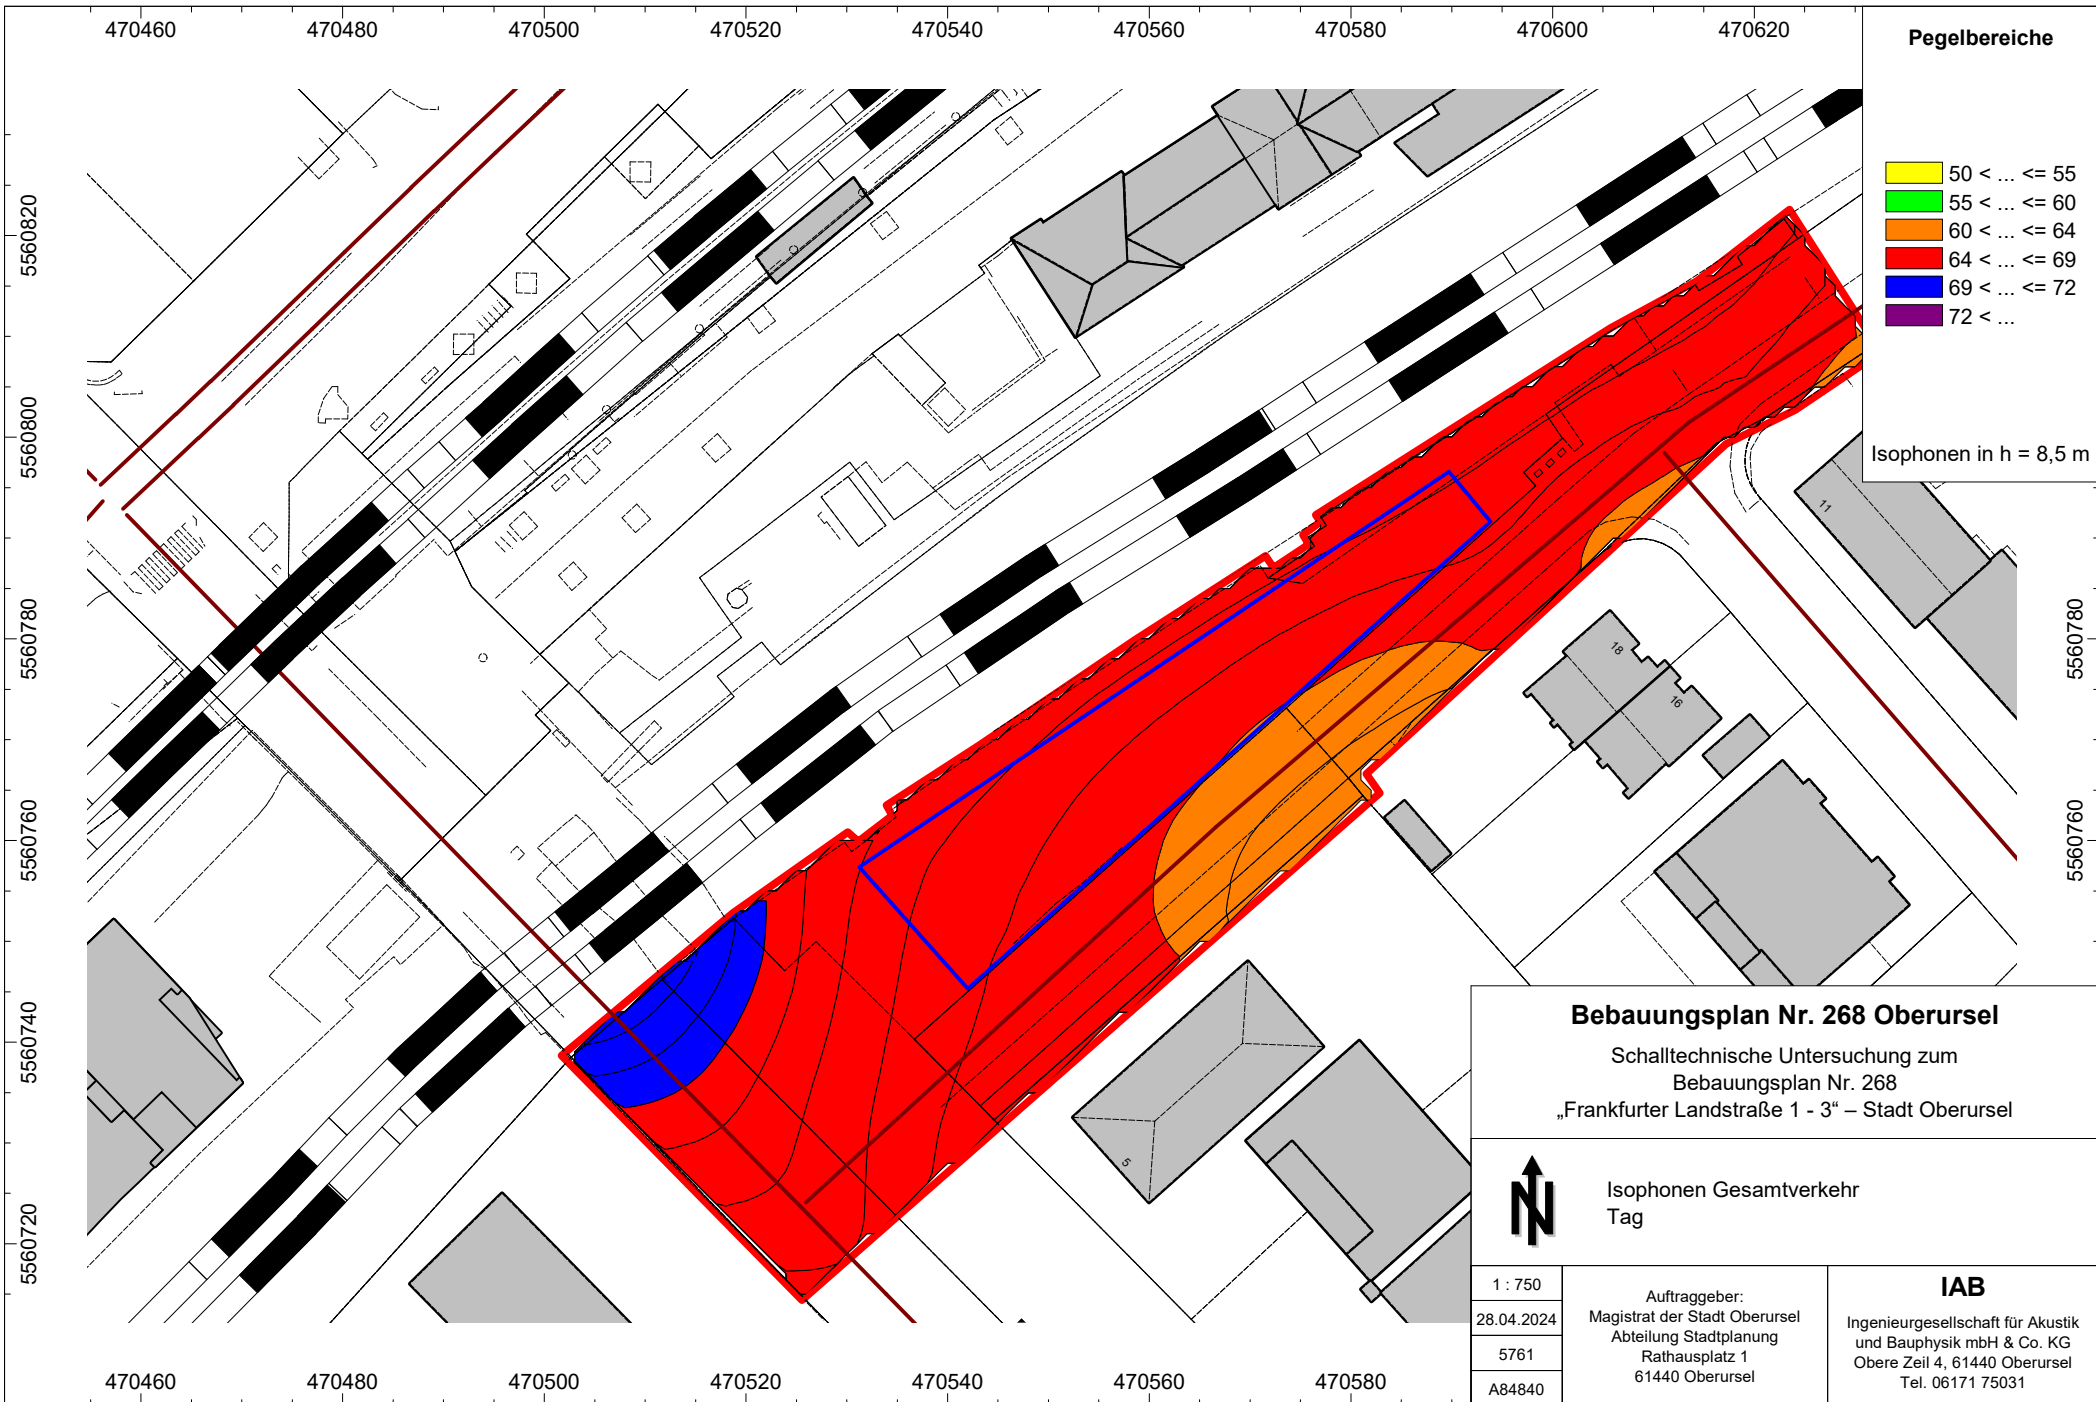 470460 470480 470500 470520 470540 470560 470580 470600 470620
Pegelbereiche
50 < ... <= 55
55 < ... <= 60
60 < ... <= 64
64 < ... <= 69
69 < ... <= 72
72 < ...
Isophonen in h = 8,5 m
5560820
5560800
5560780
5560760
5560740
5560720
5560780
5560760
11
18
16
5
Bebauungsplan Nr. 268 Oberursel
Schalltechnische Untersuchung zum
Bebauungsplan Nr. 268
„Frankfurter Landstraße 1 - 3“ – Stadt Oberursel
N
Isophonen Gesamtverkehr
Tag
1 : 750
28.04.2024
5761
A84840
Auftraggeber:
Magistrat der Stadt Oberursel
Abteilung Stadtplanung
Rathausplatz 1
61440 Oberursel
IAB
Ingenieurgesellschaft für Akustik
und Bauphysik mbH & Co. KG
Obere Zeil 4, 61440 Oberursel
Tel. 06171 75031
470460 470480 470500 470520 470540 470560 470580